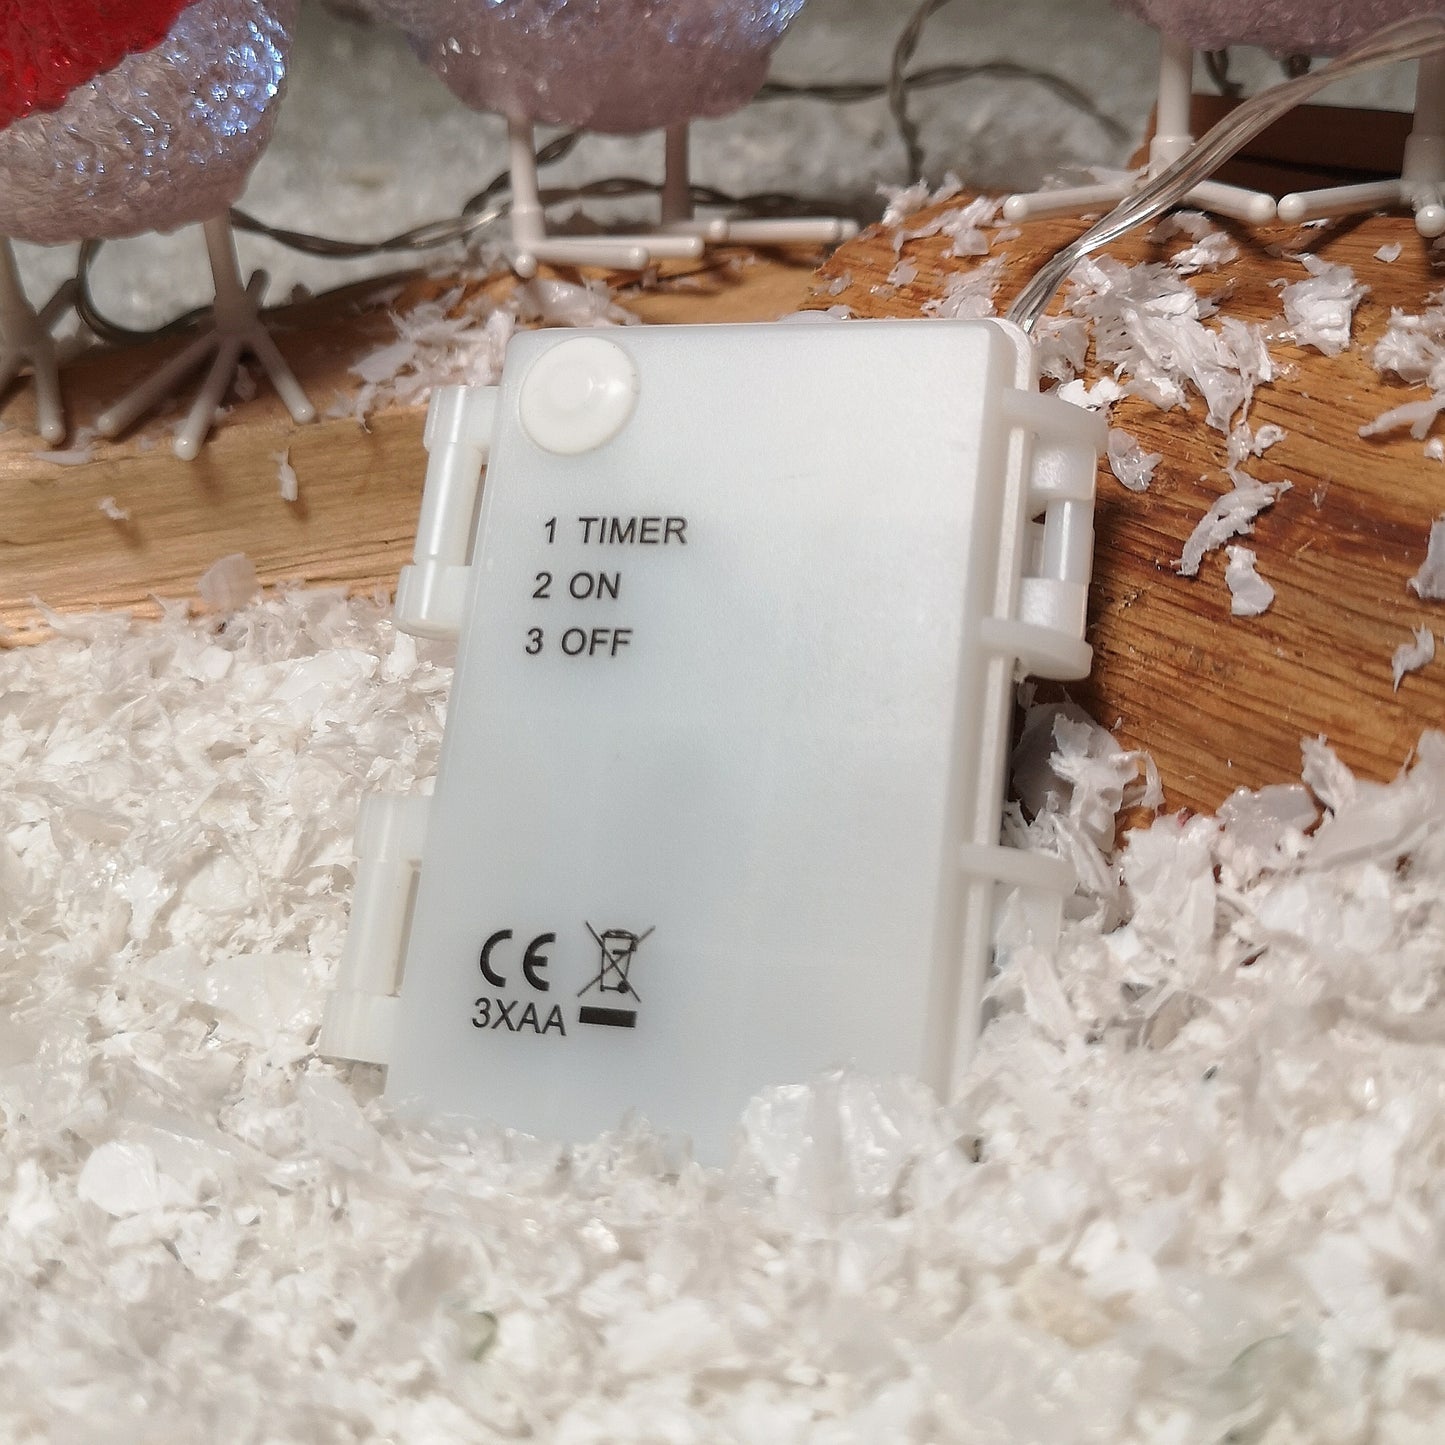 1 TIMER
2 ON
3 OFF
CE
3XAA